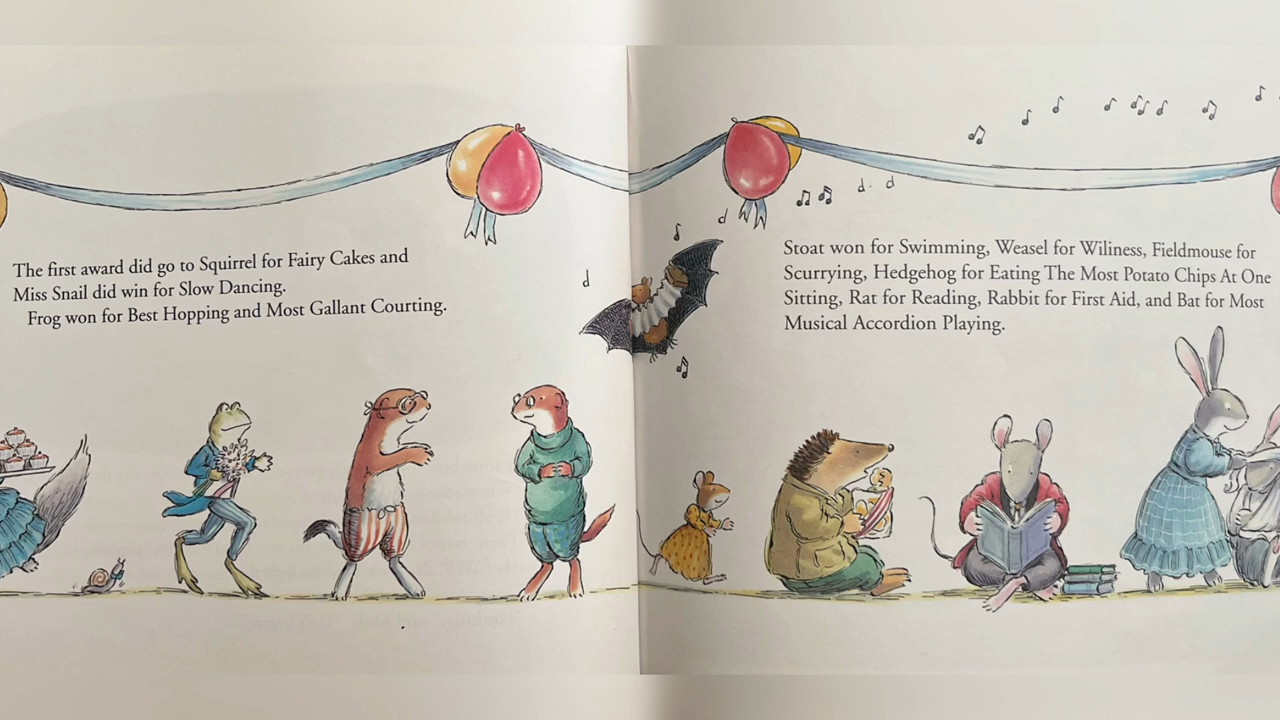 The first award did go to Squirrel for Fairy Cakes and
Miss Snail did win for Slow Dancing.
Frog won for Best Hopping and Most Gallant Courting.
Stoat won for Swimming, Weasel for Wiliness, Fieldmouse for
Scurrying, Hedgehog for Eating The Most Potato Chips At One
Sitting, Rat for Reading, Rabbit for First Aid, and Bat for Most
Musical Accordion Playing.